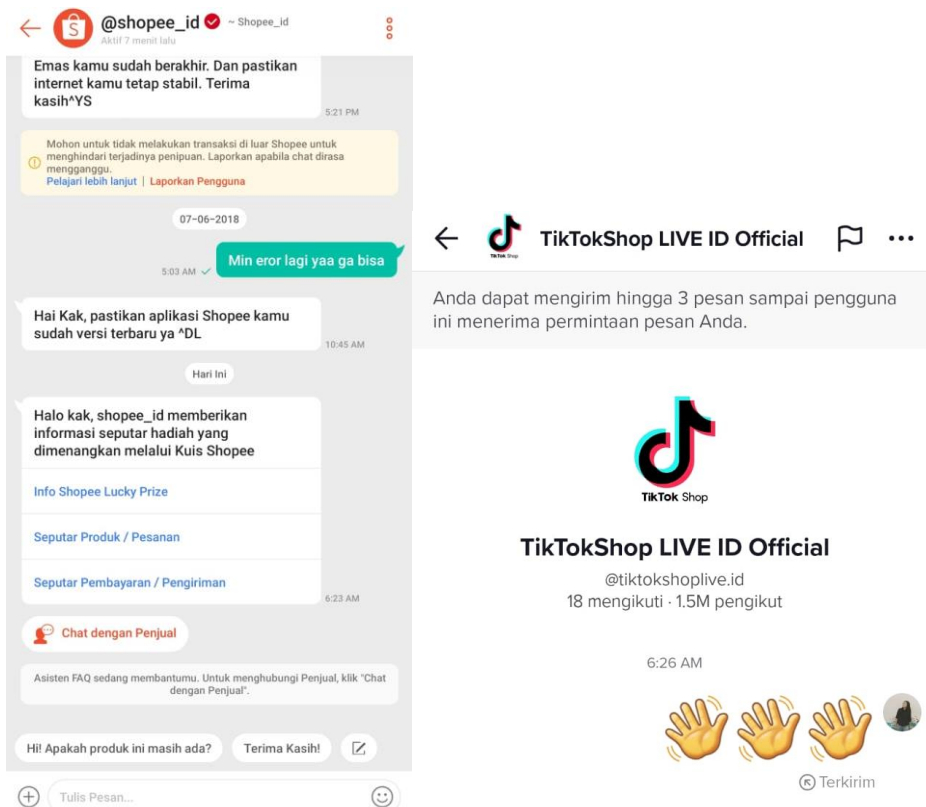 @shopee_id ~ Shopee_id
Aktif 7 menit lalu
Emas kamu sudah berakhir. Dan pastikan
internet kamu tetap stabil. Terima
kasih^YS
5:21 PM
Mohon untuk tidak melakukan transaksi di luar Shopee untuk
menghindari terjadinya penipuan. Laporkan apabila chat dirasa
mengganggu.
Pelajari lebih lanjut | Laporkan Pengguna
07-06-2018
Min eror lagi yaa ga bisa
5:03 AM
Hai Kak, pastikan aplikasi Shopee kamu
sudah versi terbaru ya ^DL
10:45 AM
Hari Ini
Halo kak, shopee_id memberikan
informasi seputar hadiah yang
dimenangkan melalui Kuis Shopee
Info Shopee Lucky Prize
Seputar Produk / Pesanan
Seputar Pembayaran / Pengiriman
6:23 AM
Chat dengan Penjual
Asisten FAQ sedang membantumu. Untuk menghubungi Penjual, klik "Chat
dengan Penjual".
Hi! Apakah produk ini masih ada?
Terima Kasih!
Tulis Pesan...
TikTok Shop
TikTokShop LIVE ID Official
Anda dapat mengirim hingga 3 pesan sampai pengguna
ini menerima permintaan pesan Anda.
TikTok Shop
TikTokShop LIVE ID Official
@tiktokshoplive.id
18 mengikuti · 1.5M pengikut
6:26 AM
Terkirim